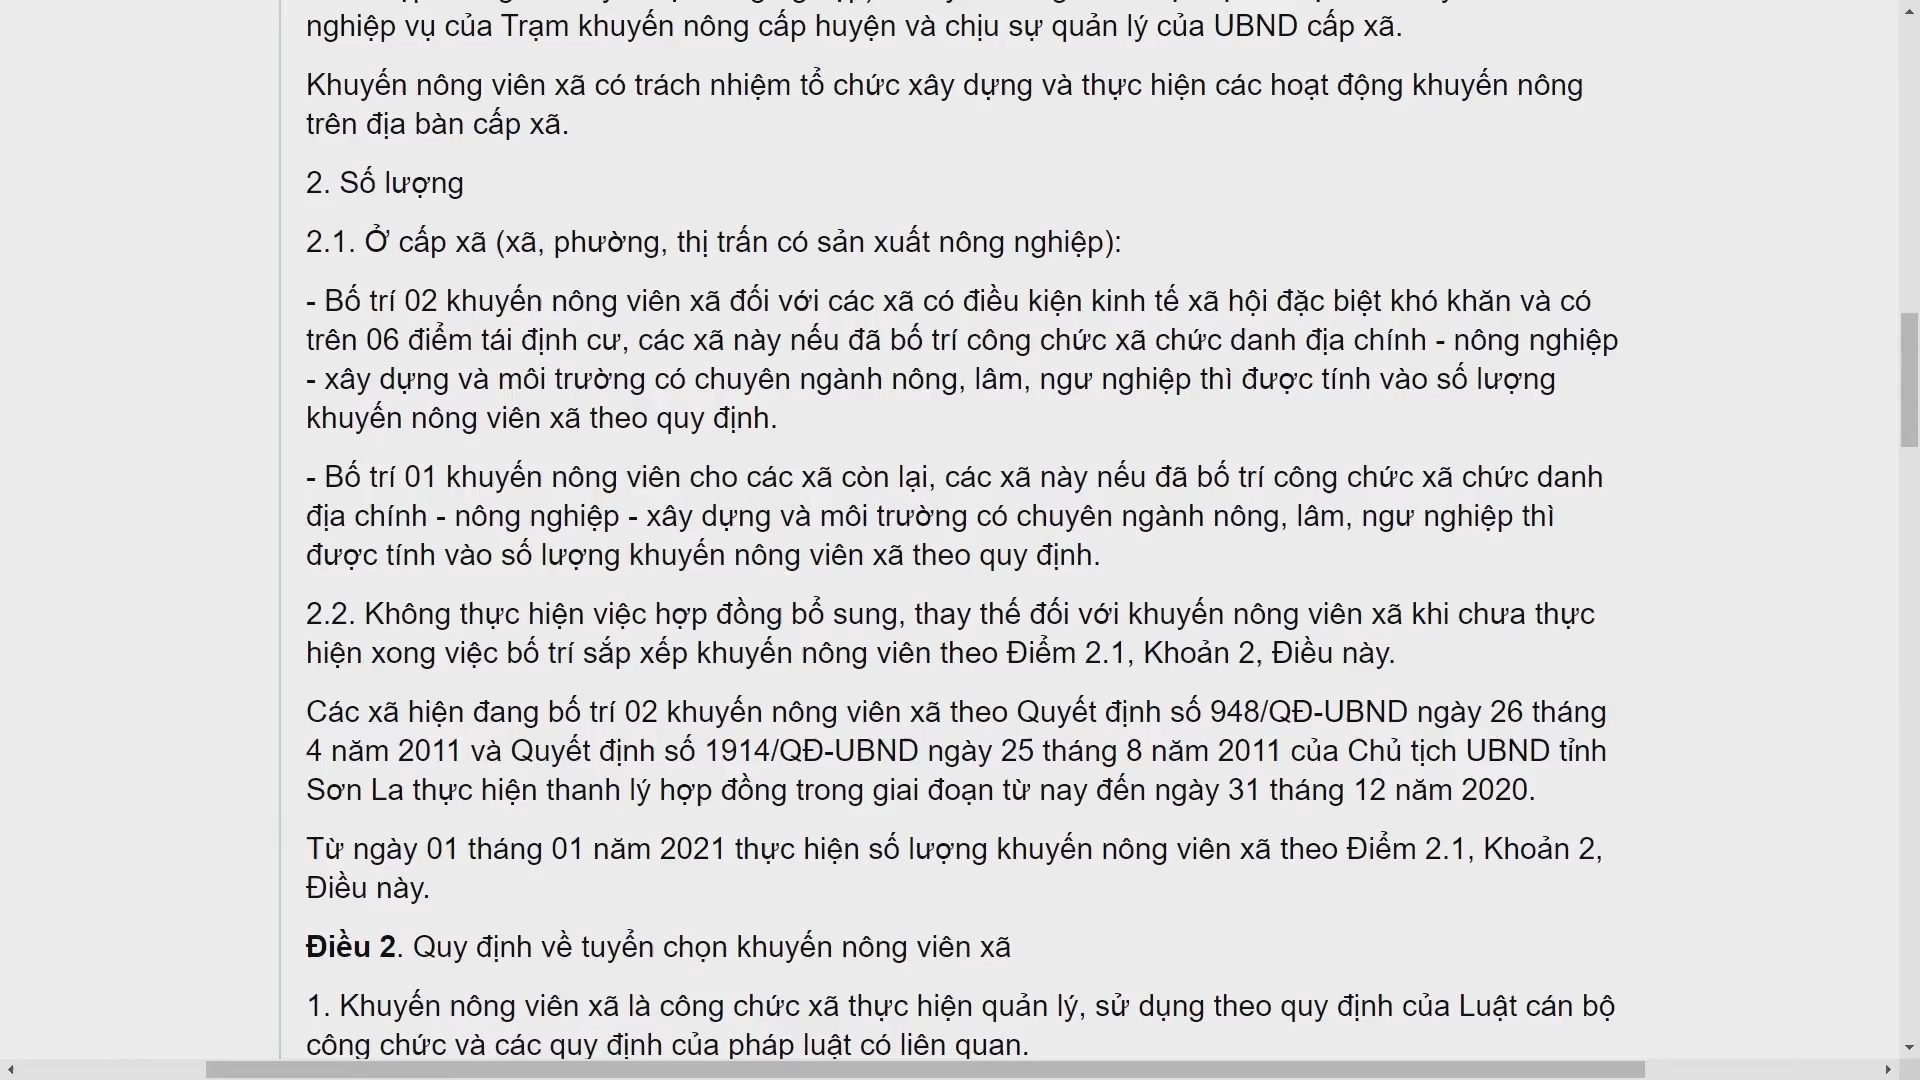 nghiệp vụ của Trạm khuyến nông cấp huyện và chịu sự quản lý của UBND cấp xã.
Khuyến nông viên xã có trách nhiệm tổ chức xây dựng và thực hiện các hoạt động khuyến nông
trên địa bàn cấp xã.
2. Số lượng
2.1. Ở cấp xã (xã, phường, thị trấn có sản xuất nông nghiệp):
- Bố trí 02 khuyến nông viên xã đối với các xã có điều kiện kinh tế xã hội đặc biệt khó khăn và có
trên 06 điểm tái định cư, các xã này nếu đã bố trí công chức xã chức danh địa chính - nông nghiệp
- xây dựng và môi trường có chuyên ngành nông, lâm, ngư nghiệp thì được tính vào số lượng
khuyến nông viên xã theo quy định.
- Bố trí 01 khuyến nông viên cho các xã còn lại, các xã này nếu đã bố trí công chức xã chức danh
địa chính - nông nghiệp - xây dựng và môi trường có chuyên ngành nông, lâm, ngư nghiệp thì
được tính vào số lượng khuyến nông viên xã theo quy định.
2.2. Không thực hiện việc hợp đồng bổ sung, thay thế đối với khuyến nông viên xã khi chưa thực
hiện xong việc bố trí sắp xếp khuyến nông viên theo Điểm 2.1, Khoản 2, Điều này.
Các xã hiện đang bố trí 02 khuyến nông viên xã theo Quyết định số 948/QĐ-UBND ngày 26 tháng
4 năm 2011 và Quyết định số 1914/QĐ-UBND ngày 25 tháng 8 năm 2011 của Chủ tịch UBND tỉnh
Sơn La thực hiện thanh lý hợp đồng trong giai đoạn từ nay đến ngày 31 tháng 12 năm 2020.
Từ ngày 01 tháng 01 năm 2021 thực hiện số lượng khuyến nông viên xã theo Điểm 2.1, Khoản 2,
Điều này.
Điều 2. Quy định về tuyển chọn khuyến nông viên xã
1. Khuyến nông viên xã là công chức xã thực hiện quản lý, sử dụng theo quy định của Luật cán bộ
công chức và các quy định của pháp luật có liên quan.